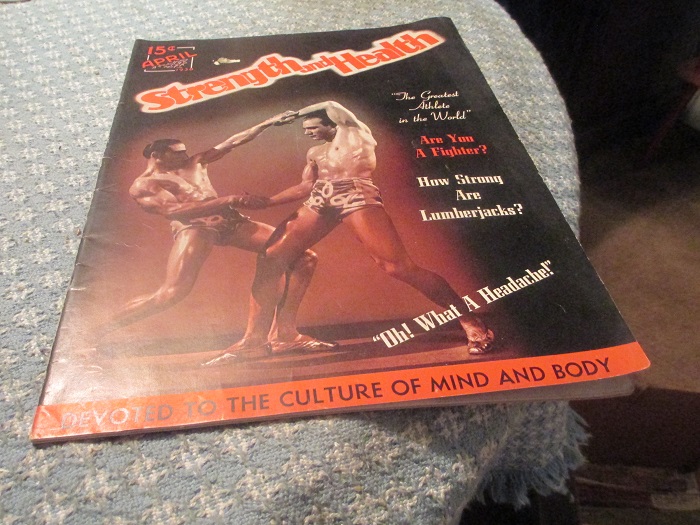 15¢
APRIL
Strength and Health
"The Greatest
Athlete
in the World"
Are You
A Fighter?
How Strong
Are
Lumberjacks?
"Oh! What A Headache!"
DEVOTED TO THE CULTURE OF MIND AND BODY